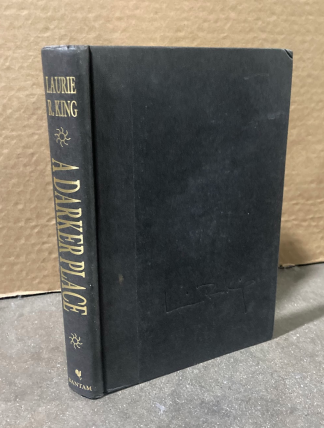 LAURIE
R. KING
A DARKER PLACE
BANTAM